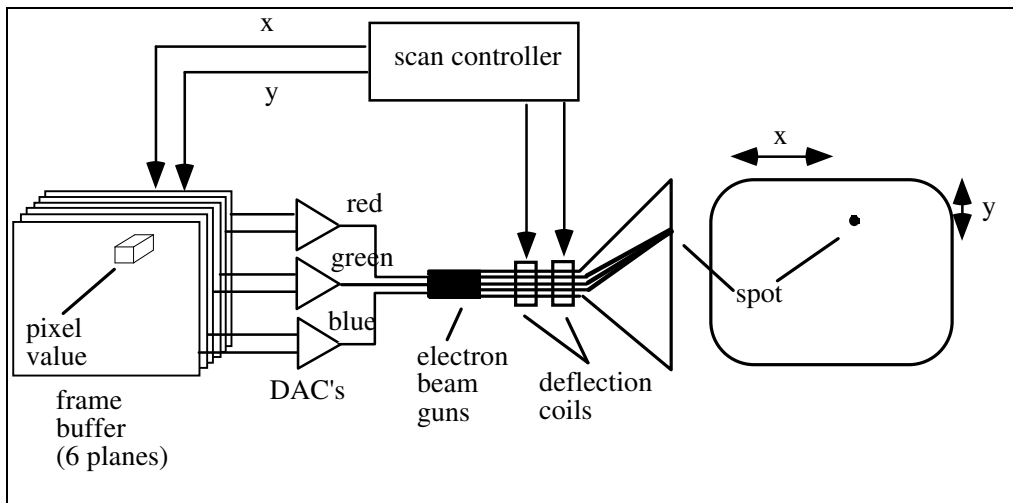 x
scan controller
y
x
y
red
green
blue
spot
pixel
value
DAC's
electron
beam
guns
deflection
coils
frame
buffer
(6 planes)